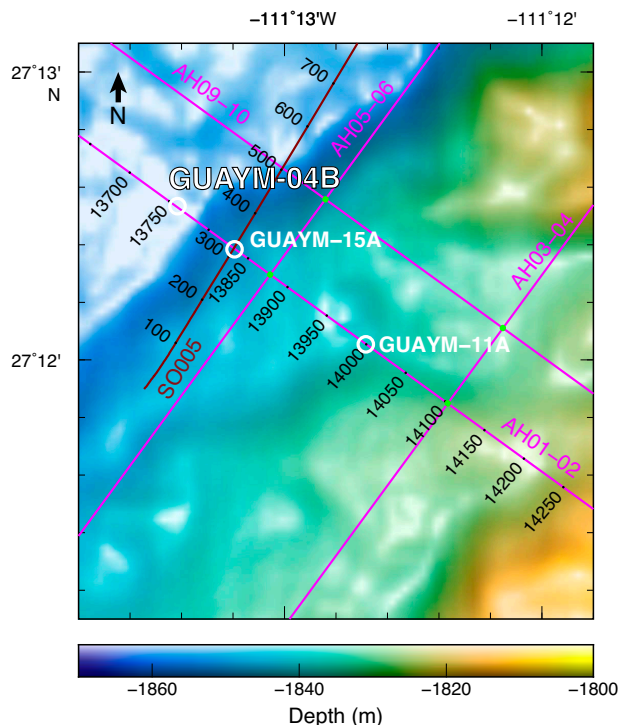 −111°13'W
−111°12'
27°13'
N
N
AH09−10
700
AH05−06
600
500
GUAYM-04B
400
13700
13750
AH03−04
300
GUAYM−15A
13850
200
13900
100
13950
27°12'
14000
GUAYM−11A
SO005
14050
14100
AH01−02
14150
14200
14250
−1860
−1840
−1820
−1800
Depth (m)